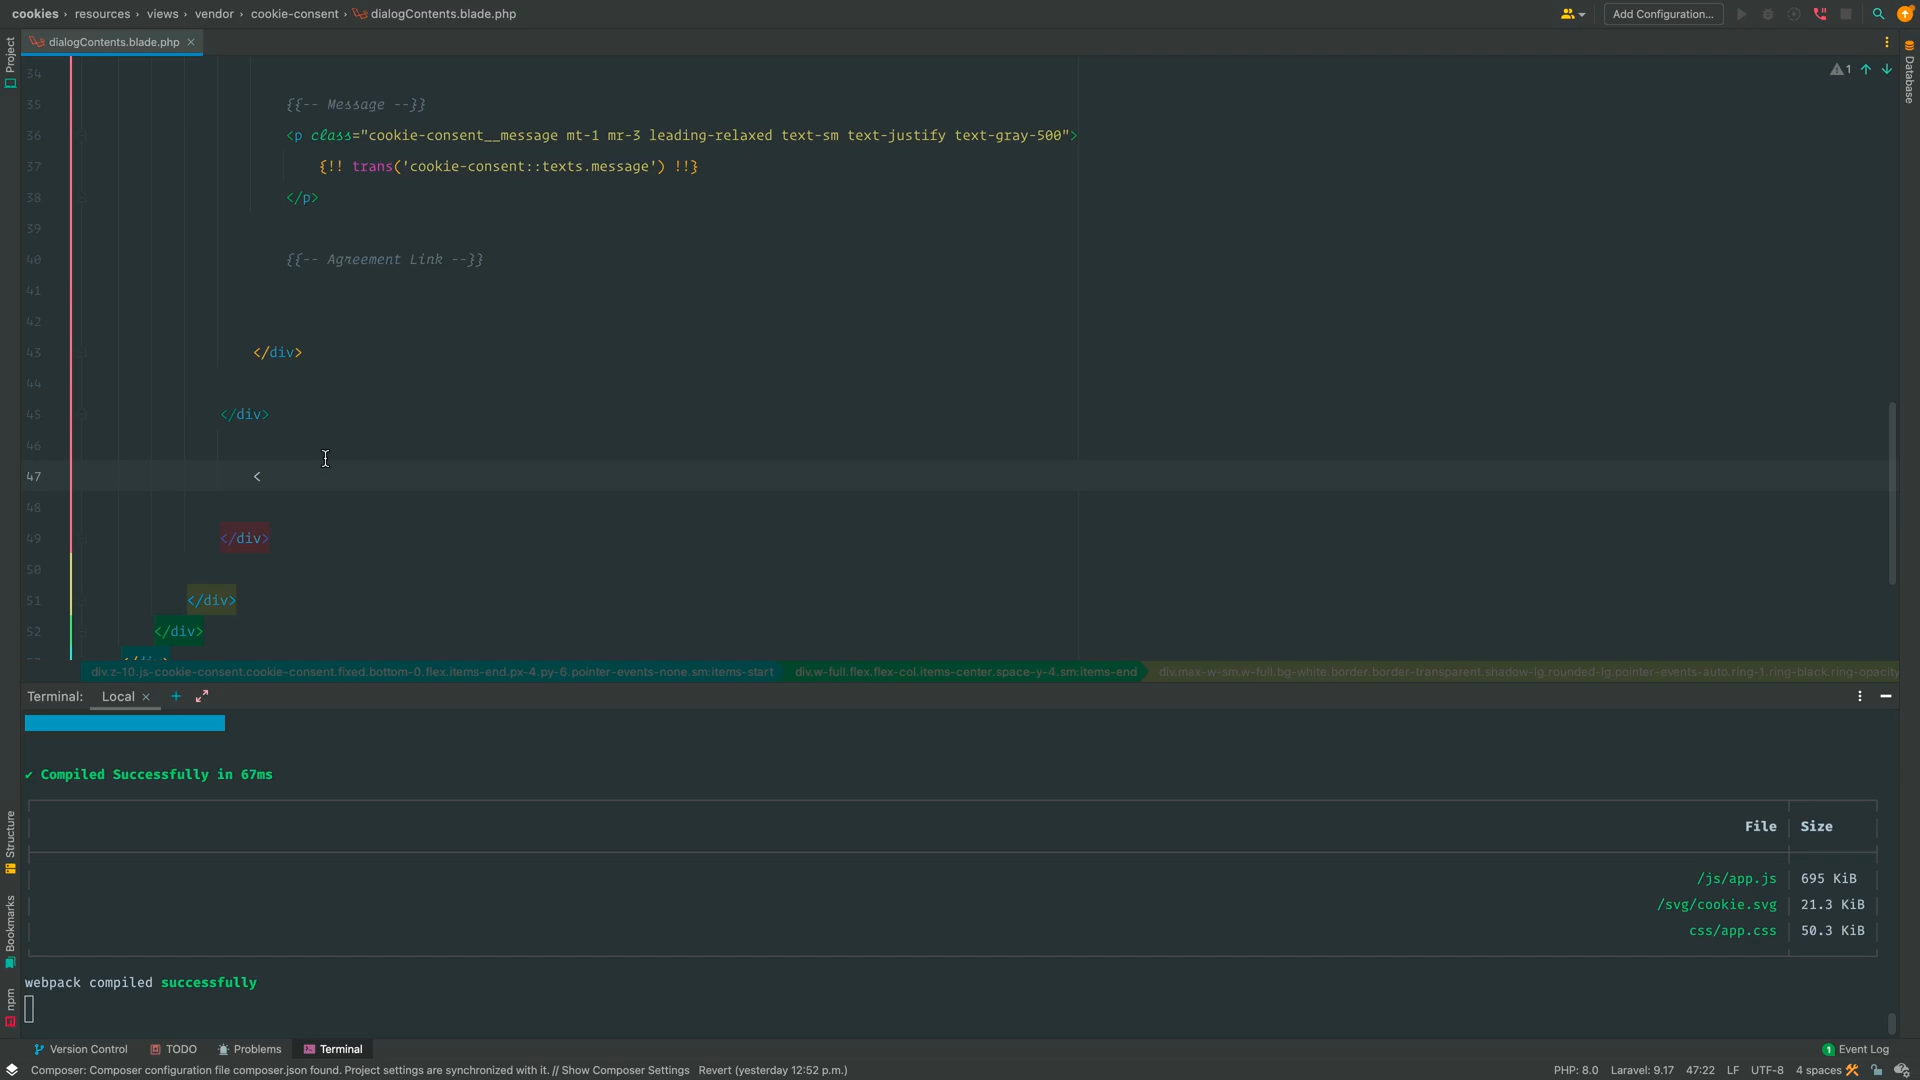 cookies › resources › views › vendor › cookie-consent › dialogContents.blade.php
Add Configuration...
Project
dialogContents.blade.php
Database
1
34
35 {{-- Message --}}
36 <p class="cookie-consent__message mt-1 mr-3 leading-relaxed text-sm text-justify text-gray-500">
37 {!! trans('cookie-consent::texts.message') !!}
38 </p>
39
40 {{-- Agreement Link --}}
41
42
43 </div>
44
45 </div>
46
47 <
48
49 </div>
50
51 </div>
52 </div>
div.z-10.js-cookie-consent.cookie-consent.fixed.bottom-0.flex.items-end.px-4.py-6.pointer-events-none.sm:items-start div.w-full.flex.flex-col.items-center.space-y-4.sm:items-end div.max-w-sm.w-full.bg-white.border.border-transparent.shadow-lg.rounded-lg.pointer-events-auto.ring-1.ring-black.ring-opacity
Terminal: Local × +
✔ Compiled Successfully in 67ms
File Size
/js/app.js 695 KiB
/svg/cookie.svg 21.3 KiB
css/app.css 50.3 KiB
webpack compiled successfully
Structure
Bookmarks
npm
Version Control TODO Problems Terminal 1 Event Log
Composer: Composer configuration file composer.json found. Project settings are synchronized with it. // Show Composer Settings Revert (yesterday 12:52 p.m.) PHP: 8.0 Laravel: 9.17 47:22 LF UTF-8 4 spaces